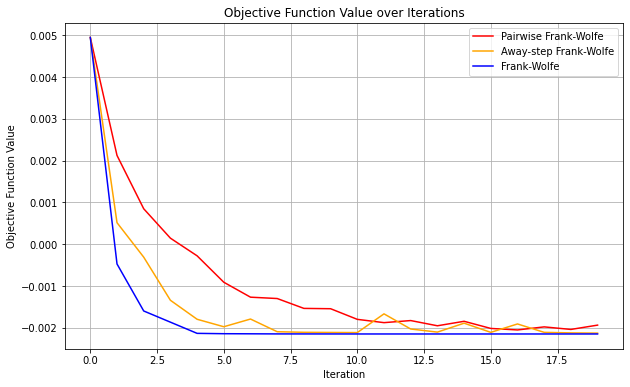 Objective Function Value over Iterations
Pairwise Frank-Wolfe
Away-step Frank-Wolfe
Frank-Wolfe
Objective Function Value
0.005
0.004
0.003
0.002
0.001
0.000
−0.001
−0.002
0.0 2.5 5.0 7.5 10.0 12.5 15.0 17.5
Iteration